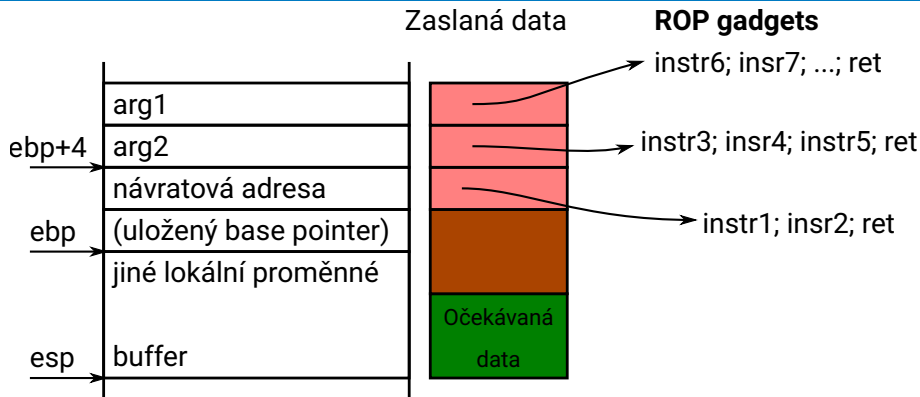 Zaslaná data
ROP gadgets
instr6; insr7; ...; ret
arg1
instr3; insr4; instr5; ret
ebp+4
arg2
návratová adresa
instr1; insr2; ret
ebp
(uložený base pointer)
jiné lokální proměnné
Očekávaná
data
esp
buffer